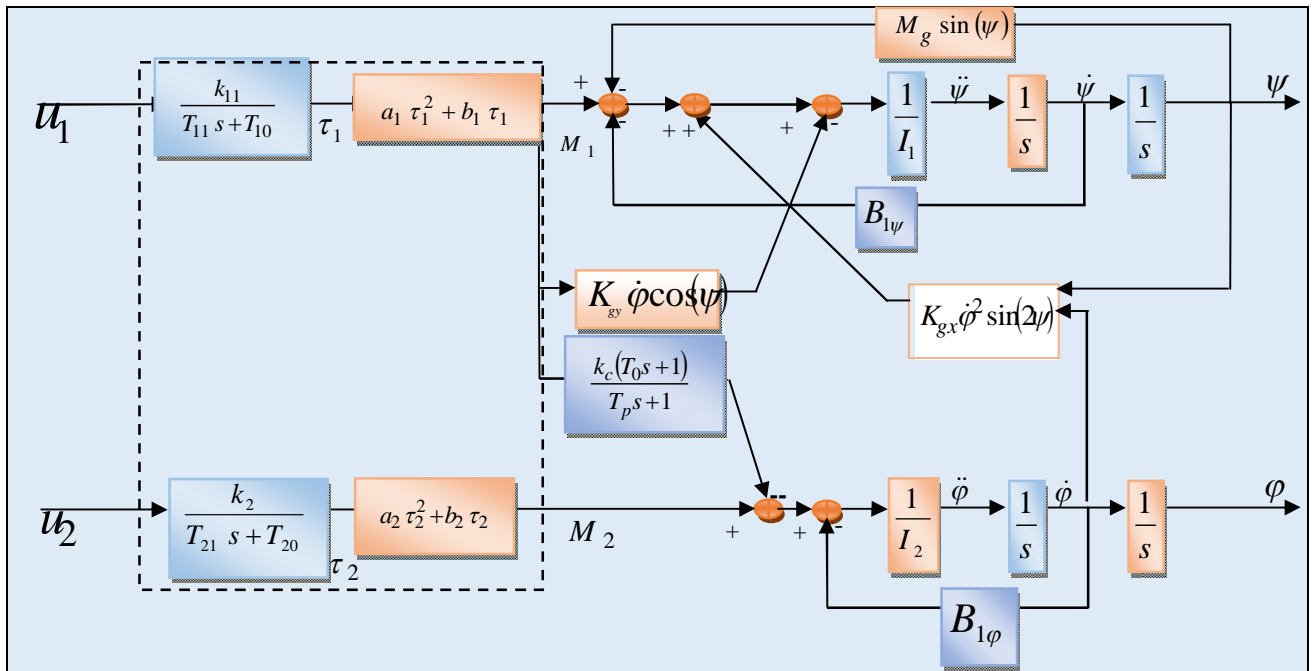 M_g sin(ψ)
u_1
k_11 / (T_11 s + T_10)
τ_1
a_1 τ_1^2 + b_1 τ_1
+
-
-
M_1
+ +
+
-
1 / I_1
ψ̈
1 / s
ψ̇
1 / s
ψ
B_1ψ
K_gy φ̇ cos(ψ)
K_gx φ̇^2 sin(2ψ)
k_c (T_0 s + 1) / (T_p s + 1)
u_2
k_2 / (T_21 s + T_20)
τ_2
a_2 τ_2^2 + b_2 τ_2
M_2
+
--
+
-
1 / I_2
φ̈
1 / s
φ̇
1 / s
φ
B_1φ